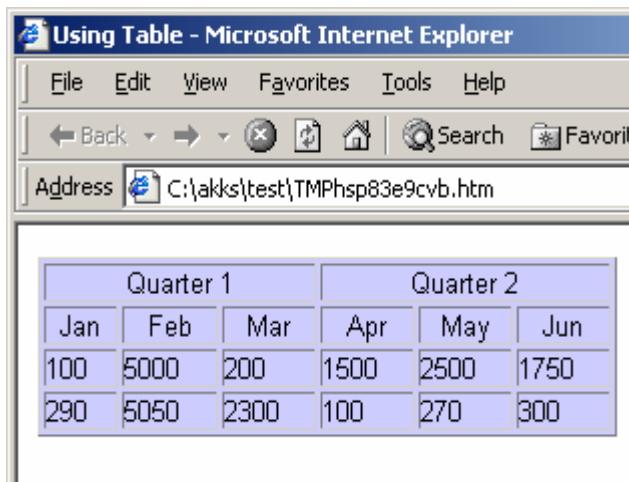 Using Table - Microsoft Internet Explorer
File Edit View Favorites Tools Help
Back Search Favorit
Address C:\akks\test\TMPhsp83e9cvb.htm
Quarter 1 Quarter 2
Jan Feb Mar Apr May Jun
100 5000 200 1500 2500 1750
290 5050 2300 100 270 300